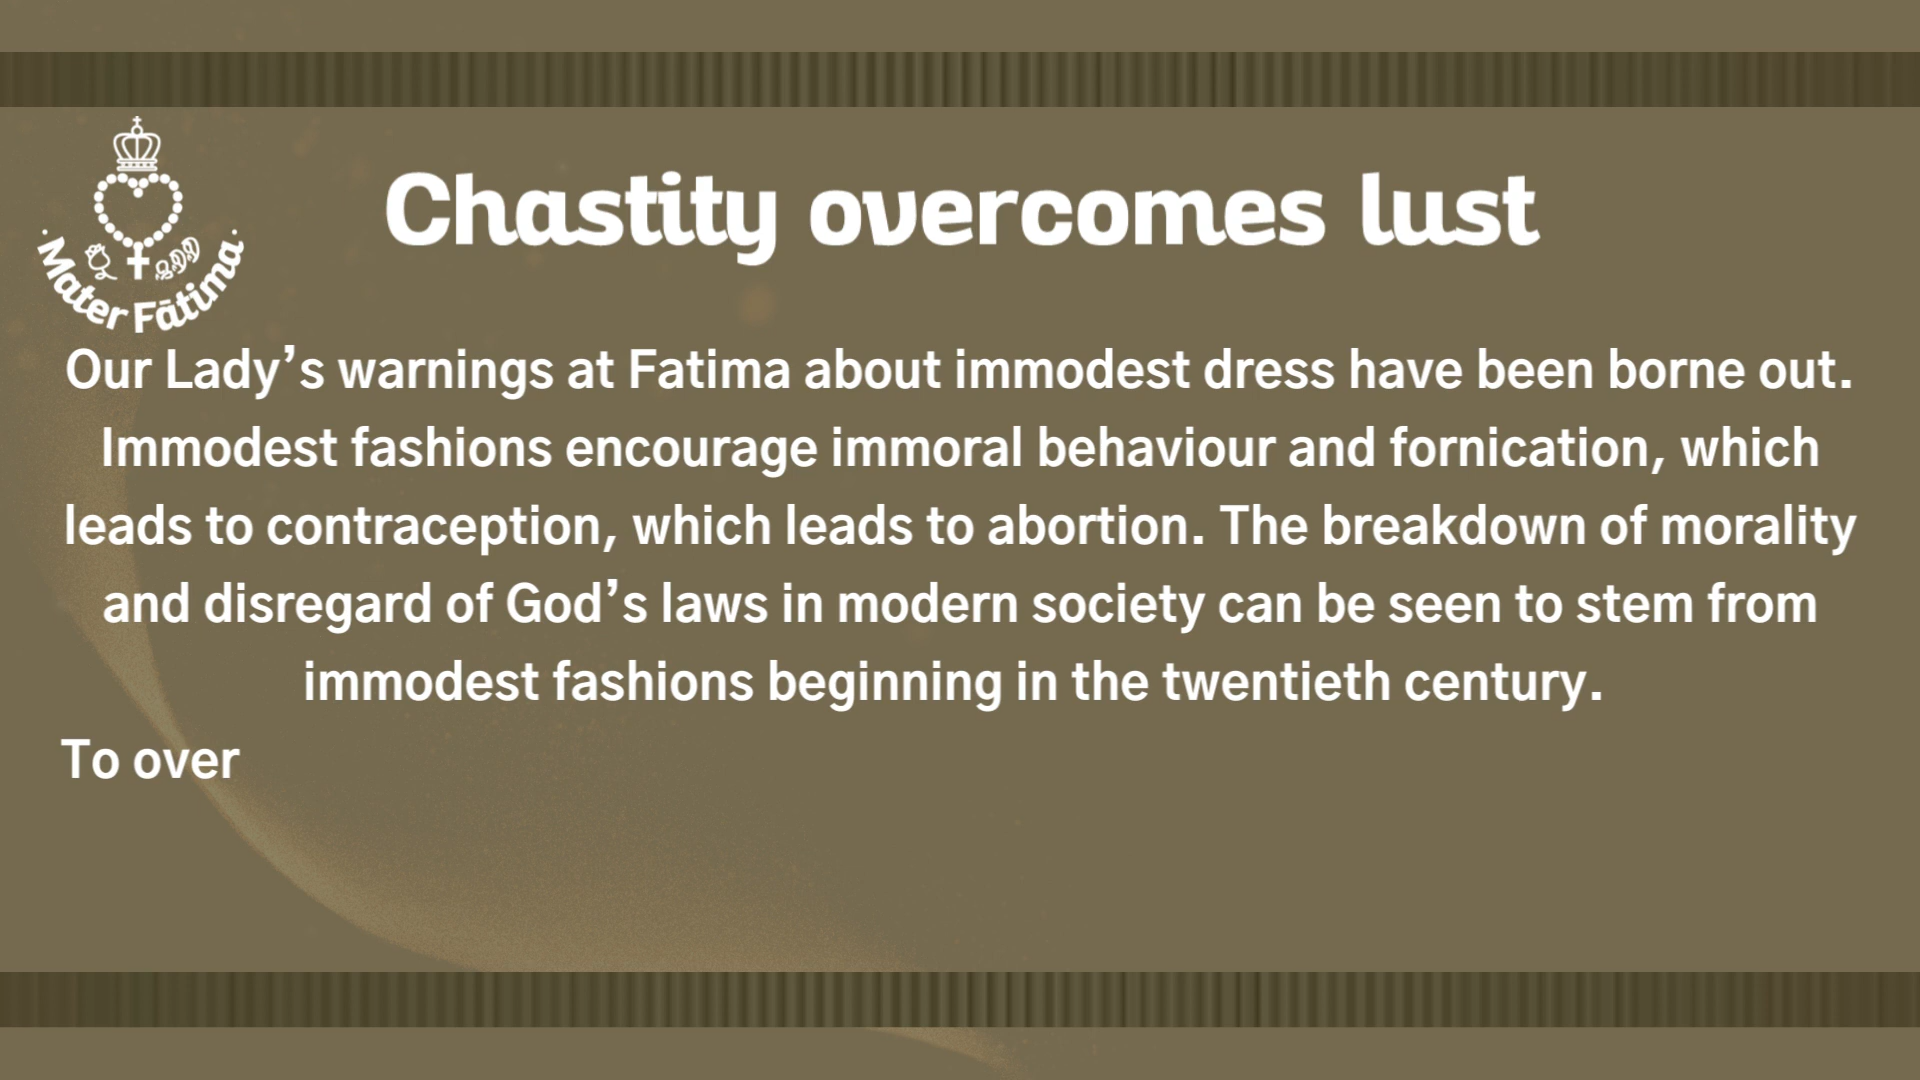 Chastity overcomes lust
·Mater Fātima·
Our Lady’s warnings at Fatima about immodest dress have been borne out.
Immodest fashions encourage immoral behaviour and fornication, which
leads to contraception, which leads to abortion. The breakdown of morality
and disregard of God’s laws in modern society can be seen to stem from
immodest fashions beginning in the twentieth century.
To over